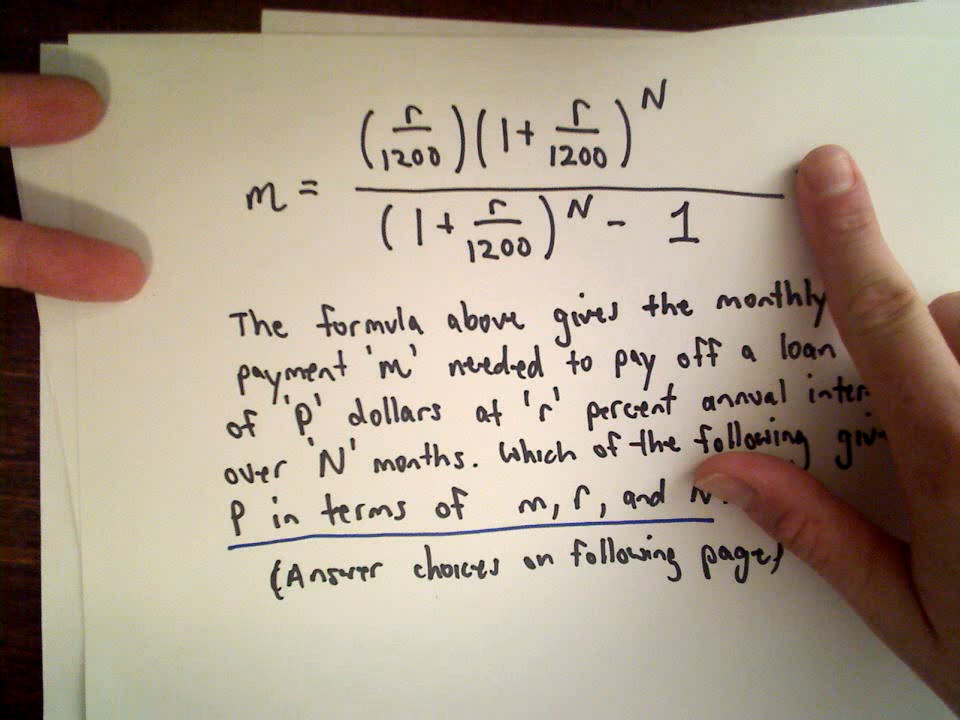 m = ((r/1200)(1 + r/1200)^N) / ((1 + r/1200)^N - 1)
The formula above gives the monthly
payment 'm' needed to pay off a loan
of 'P' dollars at 'r' percent annual
over 'N' months. Which of the following
P in terms of m, r, and N
(Answer choices on following page)